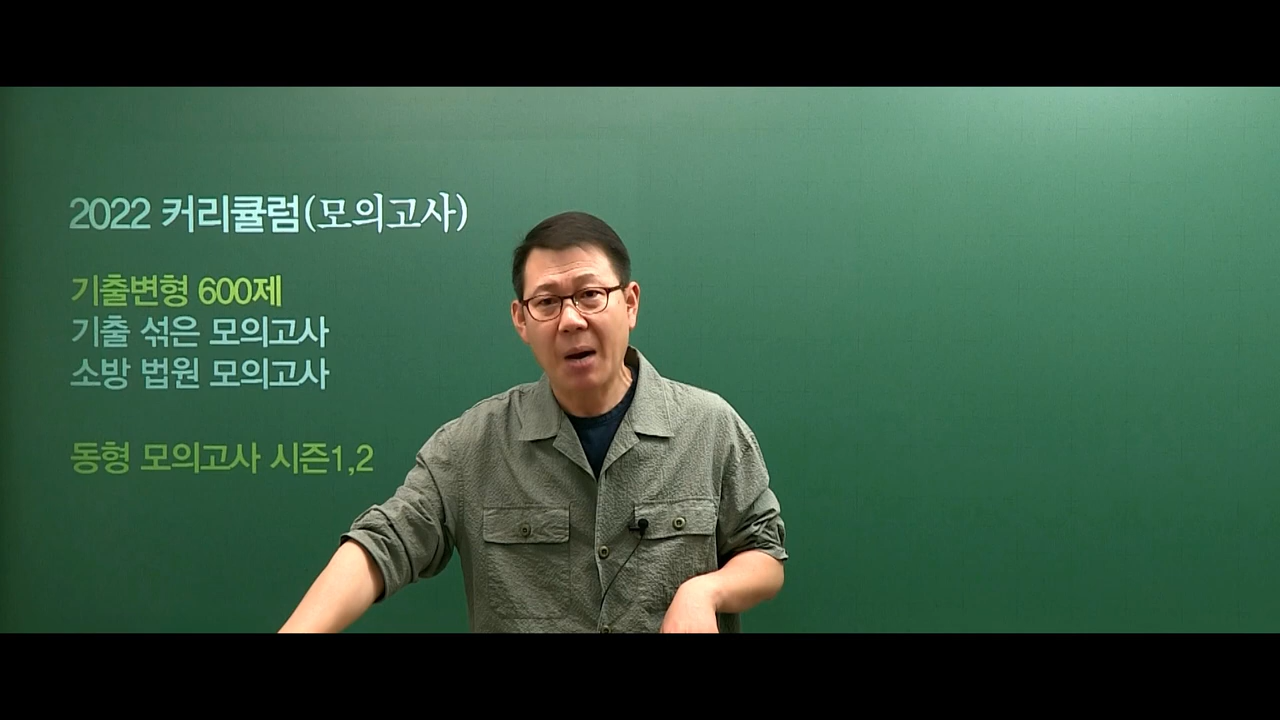 2022 커리큘럼(모의고사)
기출변형 600제
기출 섞은 모의고사
소방 법원 모의고사
동형 모의고사 시즌1,2